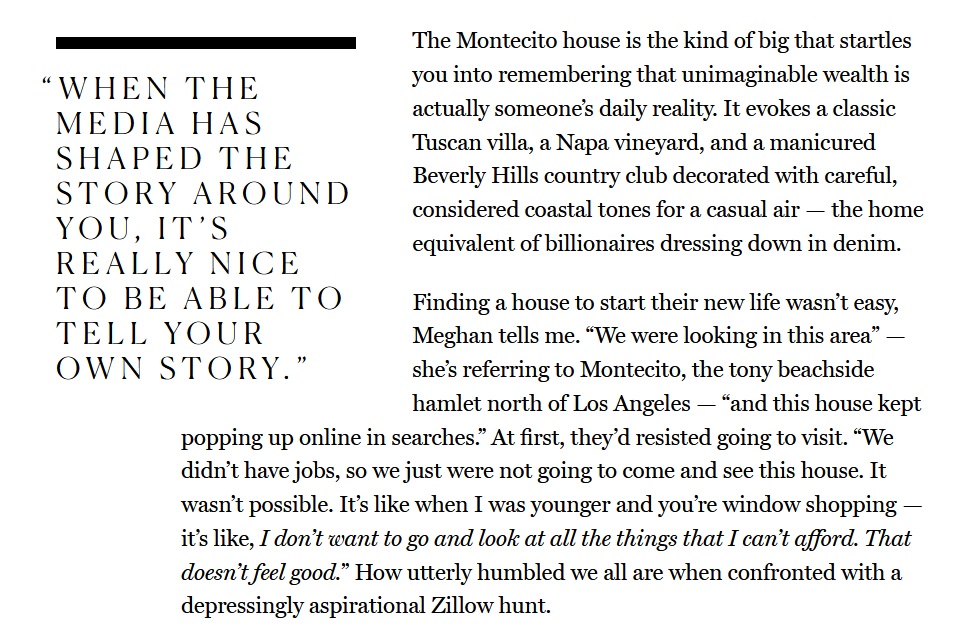 “WHEN THE
MEDIA HAS
SHAPED THE
STORY AROUND
YOU, IT’S
REALLY NICE
TO BE ABLE TO
TELL YOUR
OWN STORY.”
The Montecito house is the kind of big that startles
you into remembering that unimaginable wealth is
actually someone’s daily reality. It evokes a classic
Tuscan villa, a Napa vineyard, and a manicured
Beverly Hills country club decorated with careful,
considered coastal tones for a casual air — the home
equivalent of billionaires dressing down in denim.
Finding a house to start their new life wasn’t easy,
Meghan tells me. “We were looking in this area” —
she’s referring to Montecito, the tony beachside
hamlet north of Los Angeles — “and this house kept
popping up online in searches.” At first, they’d resisted going to visit. “We
didn’t have jobs, so we just were not going to come and see this house. It
wasn’t possible. It’s like when I was younger and you’re window shopping —
it’s like, I don’t want to go and look at all the things that I can’t afford. That
doesn’t feel good.” How utterly humbled we all are when confronted with a
depressingly aspirational Zillow hunt.